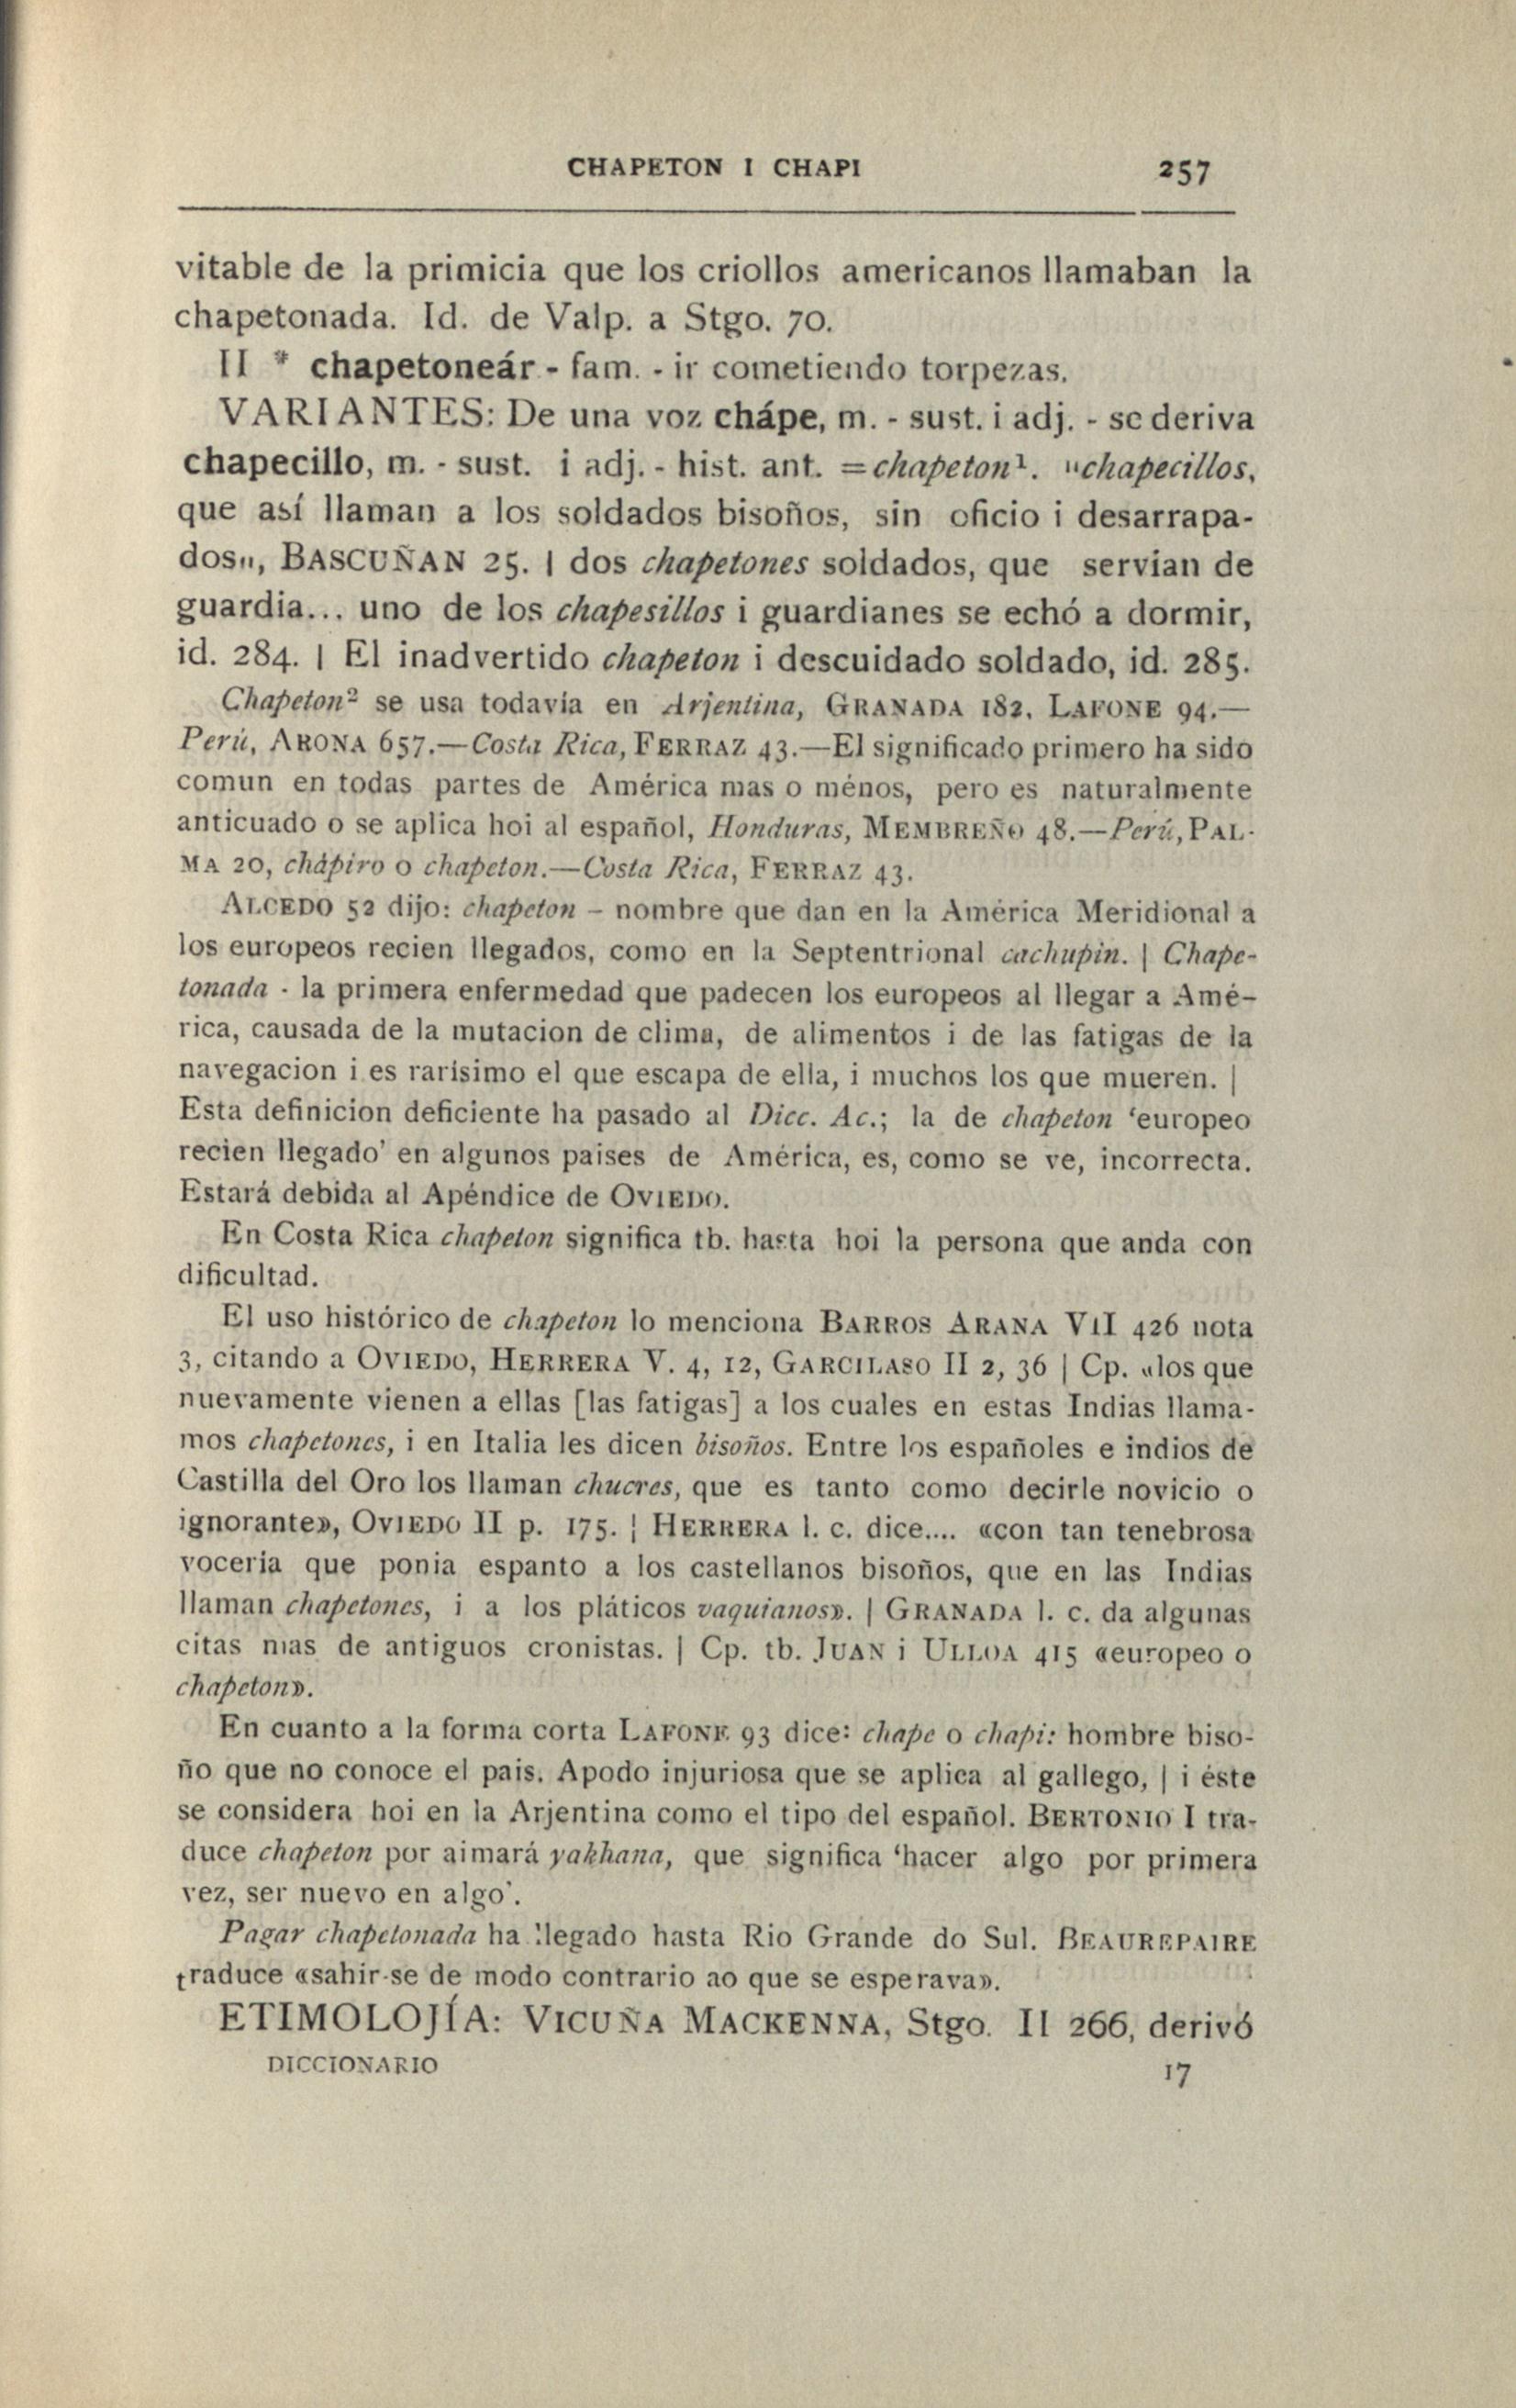 CHAPETON I CHAPI 257
vitable de la primicia que los criollos americanos llamaban la
chapetonada. Id. de Valp. a Stgo. 70.
II * chapetoneár - fam. - ir cometiendo torpezas.
VARIANTES: De una voz chápe, m. - sust. i adj. - se deriva
chapecillo, m. - sust. i adj. - hist. ant. = chapeton¹. "chapecillos,
que así llaman a los soldados bisoños, sin oficio i desarrapa-
dos", BASCUÑAN 25. | dos chapetones soldados, que servian de
guardia... uno de los chapesillos i guardianes se echó a dormir,
id. 284. | El inadvertido chapeton i descuidado soldado, id. 285.
Chapeton² se usa todavía en Arjentina, GRANADA 182, LAFONE 94.—
Perú, ARONA 657.—Costa Rica, FERRAZ 43.—El significado primero ha sido
comun en todas partes de América mas o ménos, pero es naturalmente
anticuado o se aplica hoi al español, Honduras, MEMBREÑO 48.—Perú, PAL-
MA 20, chápiro o chapeton.—Costa Rica, FERRAZ 43.
ALCEDO 52 dijo: chapeton - nombre que dan en la América Meridional a
los europeos recien llegados, como en la Septentrional cachupin. | Chape-
tonada - la primera enfermedad que padecen los europeos al llegar a Amé-
rica, causada de la mutacion de clima, de alimentos i de las fatigas de la
navegacion i es rarísimo el que escapa de ella, i muchos los que mueren. |
Esta definicion deficiente ha pasado al Dicc. Ac.; la de chapeton ‘europeo
recien llegado’ en algunos paises de América, es, como se ve, incorrecta.
Estará debida al Apéndice de OVIEDO.
En Costa Rica chapeton significa tb. hasta hoi la persona que anda con
dificultad.
El uso histórico de chapeton lo menciona BARROS ARANA VII 426 nota
3, citando a OVIEDO, HERRERA V. 4, 12, GARCILASO II 2, 36 | Cp. «los que
nuevamente vienen a ellas [las fatigas] a los cuales en estas Indias llama-
mos chapetones, i en Italia les dicen bisoños. Entre los españoles e indios de
Castilla del Oro los llaman chucres, que es tanto como decirle novicio o
ignorante», OVIEDO II p. 175. | HERRERA l. c. dice.... «con tan tenebrosa
voceria que ponia espanto a los castellanos bisoños, que en las Indias
llaman chapetones, i a los pláticos vaquianos». | GRANADA l. c. da algunas
citas mas de antiguos cronistas. | Cp. tb. JUAN i ULLOA 415 «europeo o
chapeton».
En cuanto a la forma corta LAFONE 93 dice: chape o chapi: hombre biso-
ño que no conoce el pais. Apodo injuriosa que se aplica al gallego, | i éste
se considera hoi en la Arjentina como el tipo del español. BERTONIO I tra-
duce chapeton por aimará yakhana, que significa ‘hacer algo por primera
vez, ser nuevo en algo’.
Pagar chapetonada ha llegado hasta Rio Grande do Sul. BEAUREPAIRE
traduce «sahir-se de modo contrario ao que se esperava».
ETIMOLOJÍA: VICUÑA MACKENNA, Stgo. II 266, derivó
DICCIONARIO 17